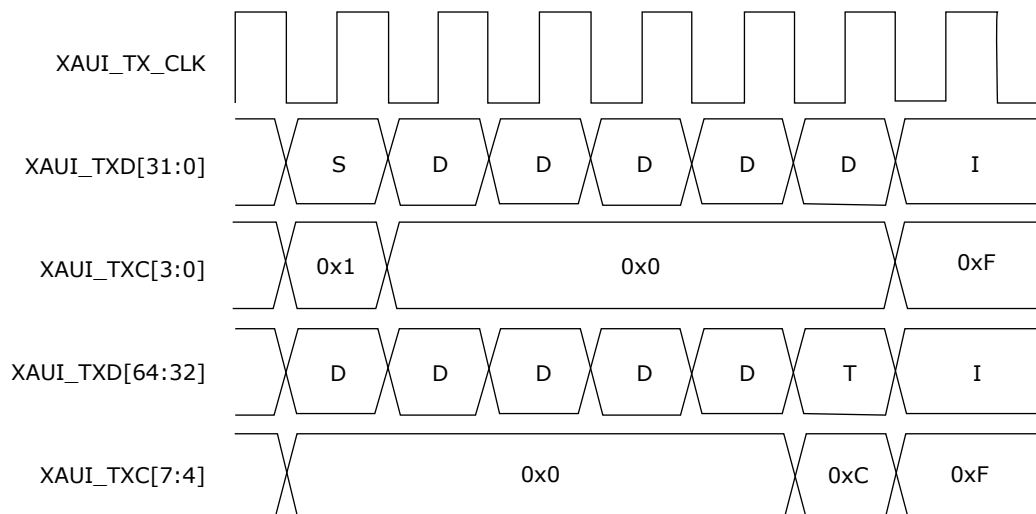 XAUI_TX_CLK
XAUI_TXD[31:0] S D D D D D I
XAUI_TXC[3:0] 0x1 0x0 0xF
XAUI_TXD[64:32] D D D D D T I
XAUI_TXC[7:4] 0x0 0xC 0xF